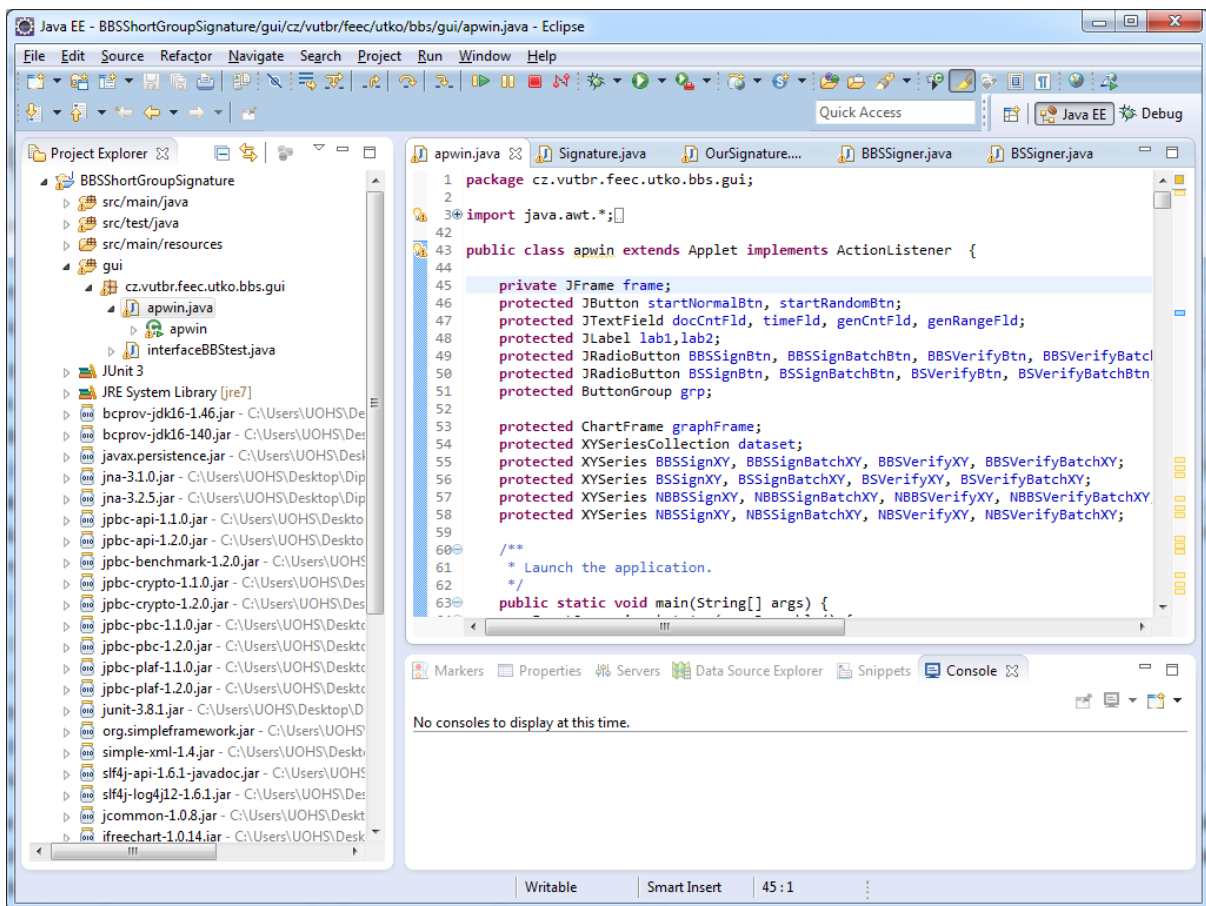 Java EE - BBSShortGroupSignature/gui/cz/vutbr/feec/utko/bbs/gui/apwin.java - Eclipse
File Edit Source Refactor Navigate Search Project Run Window Help
Quick Access
Java EE
Debug
Project Explorer
BBSShortGroupSignature
src/main/java
src/test/java
src/main/resources
gui
cz.vutbr.feec.utko.bbs.gui
apwin.java
apwin
interfaceBBStest.java
JUnit 3
JRE System Library [jre7]
bcprov-jdk16-1.46.jar - C:\Users\UOHS\De
bcprov-jdk16-140.jar - C:\Users\UOHS\Des
javax.persistence.jar - C:\Users\UOHS\Desk
jna-3.1.0.jar - C:\Users\UOHS\Desktop\Dip
jna-3.2.5.jar - C:\Users\UOHS\Desktop\Dip
jpbc-api-1.1.0.jar - C:\Users\UOHS\Deskto
jpbc-api-1.2.0.jar - C:\Users\UOHS\Deskto
jpbc-benchmark-1.2.0.jar - C:\Users\UOHS
jpbc-crypto-1.1.0.jar - C:\Users\UOHS\Des
jpbc-crypto-1.2.0.jar - C:\Users\UOHS\Des
jpbc-pbc-1.1.0.jar - C:\Users\UOHS\Deskto
jpbc-pbc-1.2.0.jar - C:\Users\UOHS\Deskto
jpbc-plaf-1.1.0.jar - C:\Users\UOHS\Deskto
jpbc-plaf-1.2.0.jar - C:\Users\UOHS\Deskto
junit-3.8.1.jar - C:\Users\UOHS\Desktop\D
org.simpleframework.jar - C:\Users\UOHS\
simple-xml-1.4.jar - C:\Users\UOHS\Deskto
slf4j-api-1.6.1-javadoc.jar - C:\Users\UOHS
slf4j-log4j12-1.6.1.jar - C:\Users\UOHS\Des
jcommon-1.0.8.jar - C:\Users\UOHS\Deskt
jfreechart-1.0.14.jar - C:\Users\UOHS\Desk
apwin.java Signature.java OurSignature.... BBSSigner.java BSSigner.java
1 package cz.vutbr.feec.utko.bbs.gui;
2
3 import java.awt.*;
42
43 public class apwin extends Applet implements ActionListener {
44
45 private JFrame frame;
46 protected JButton startNormalBtn, startRandomBtn;
47 protected JTextField docCntFld, timeFld, genCntFld, genRangeFld;
48 protected JLabel lab1,lab2;
49 protected JRadioButton BBSSignBtn, BBSSignBatchBtn, BBSVerifyBtn, BBSVerifyBatch
50 protected JRadioButton BSSignBtn, BSSignBatchBtn, BSVerifyBtn, BSVerifyBatchBtn
51 protected ButtonGroup grp;
52
53 protected ChartFrame graphFrame;
54 protected XYSeriesCollection dataset;
55 protected XYSeries BBSSignXY, BBSSignBatchXY, BBSVerifyXY, BBSVerifyBatchXY;
56 protected XYSeries BSSignXY, BSSignBatchXY, BSVerifyXY, BSVerifyBatchXY;
57 protected XYSeries NBBSSignXY, NBBSSignBatchXY, NBBSVerifyXY, NBBSVerifyBatchXY
58 protected XYSeries NBSSignXY, NBSSignBatchXY, NBSVerifyXY, NBSVerifyBatchXY;
59
60 /**
61 * Launch the application.
62 */
63 public static void main(String[] args) {
Markers Properties Servers Data Source Explorer Snippets Console
No consoles to display at this time.
Writable Smart Insert 45 : 1